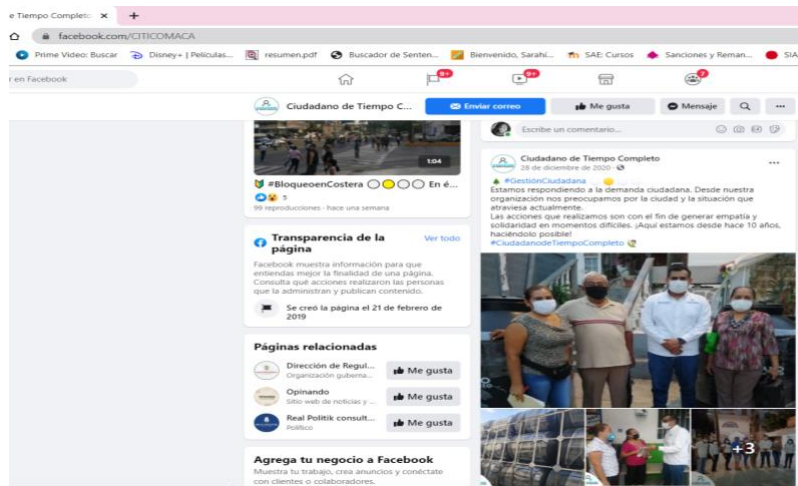 e Tiempo Completo
facebook.com/CITICOMACA
Prime Video: Buscar
Disney+ | Películas...
resumen.pdf
Buscador de Senten...
Bienvenido, Sarahí...
SAE: Cursos
Sanciones y Reman...
SIA
r en Facebook
9+
9+
7
Ciudadano de Tiempo C...
Enviar correo
Me gusta
Mensaje
1:04
#BloqueoenCostera En é...
5
99 reproducciones · hace una semana
Transparencia de la
página
Ver todo
Facebook muestra información para que
entiendas mejor la finalidad de una página.
Consulta qué acciones realizaron las personas
que la administran y publican contenido.
Se creó la página el 21 de febrero de
2019
Páginas relacionadas
Dirección de Regul...
Organización guberna...
Me gusta
Opinando
Sitio web de noticias y ...
Me gusta
Real Politik consult...
Político
Me gusta
Agrega tu negocio a Facebook
Muestra tu trabajo, crea anuncios y conéctate
con clientes o colaboradores.
Escribe un comentario...
Ciudadano de Tiempo Completo
28 de diciembre de 2020
#GestiónCiudadana
Estamos respondiendo a la demanda ciudadana. Desde nuestra
organización nos preocupamos por la ciudad y la situación que
atraviesa actualmente.
Las acciones que realizamos son con el fin de generar empatía y
solidaridad en momentos difíciles. ¡Aquí estamos desde hace 10 años,
haciéndolo posible!
#CiudadanodeTiempoCompleto
+3